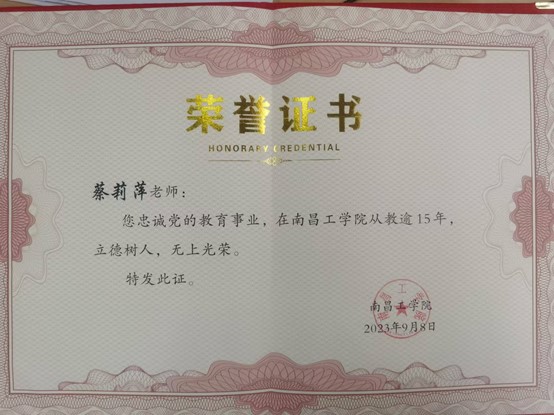 荣誉证书
HONORARY CREDENTIAL
蔡莉萍老师：
您忠诚党的教育事业，在南昌工学院从教逾15年，
立德树人，无上光荣。
特发此证。
南昌工学院
2023年9月8日